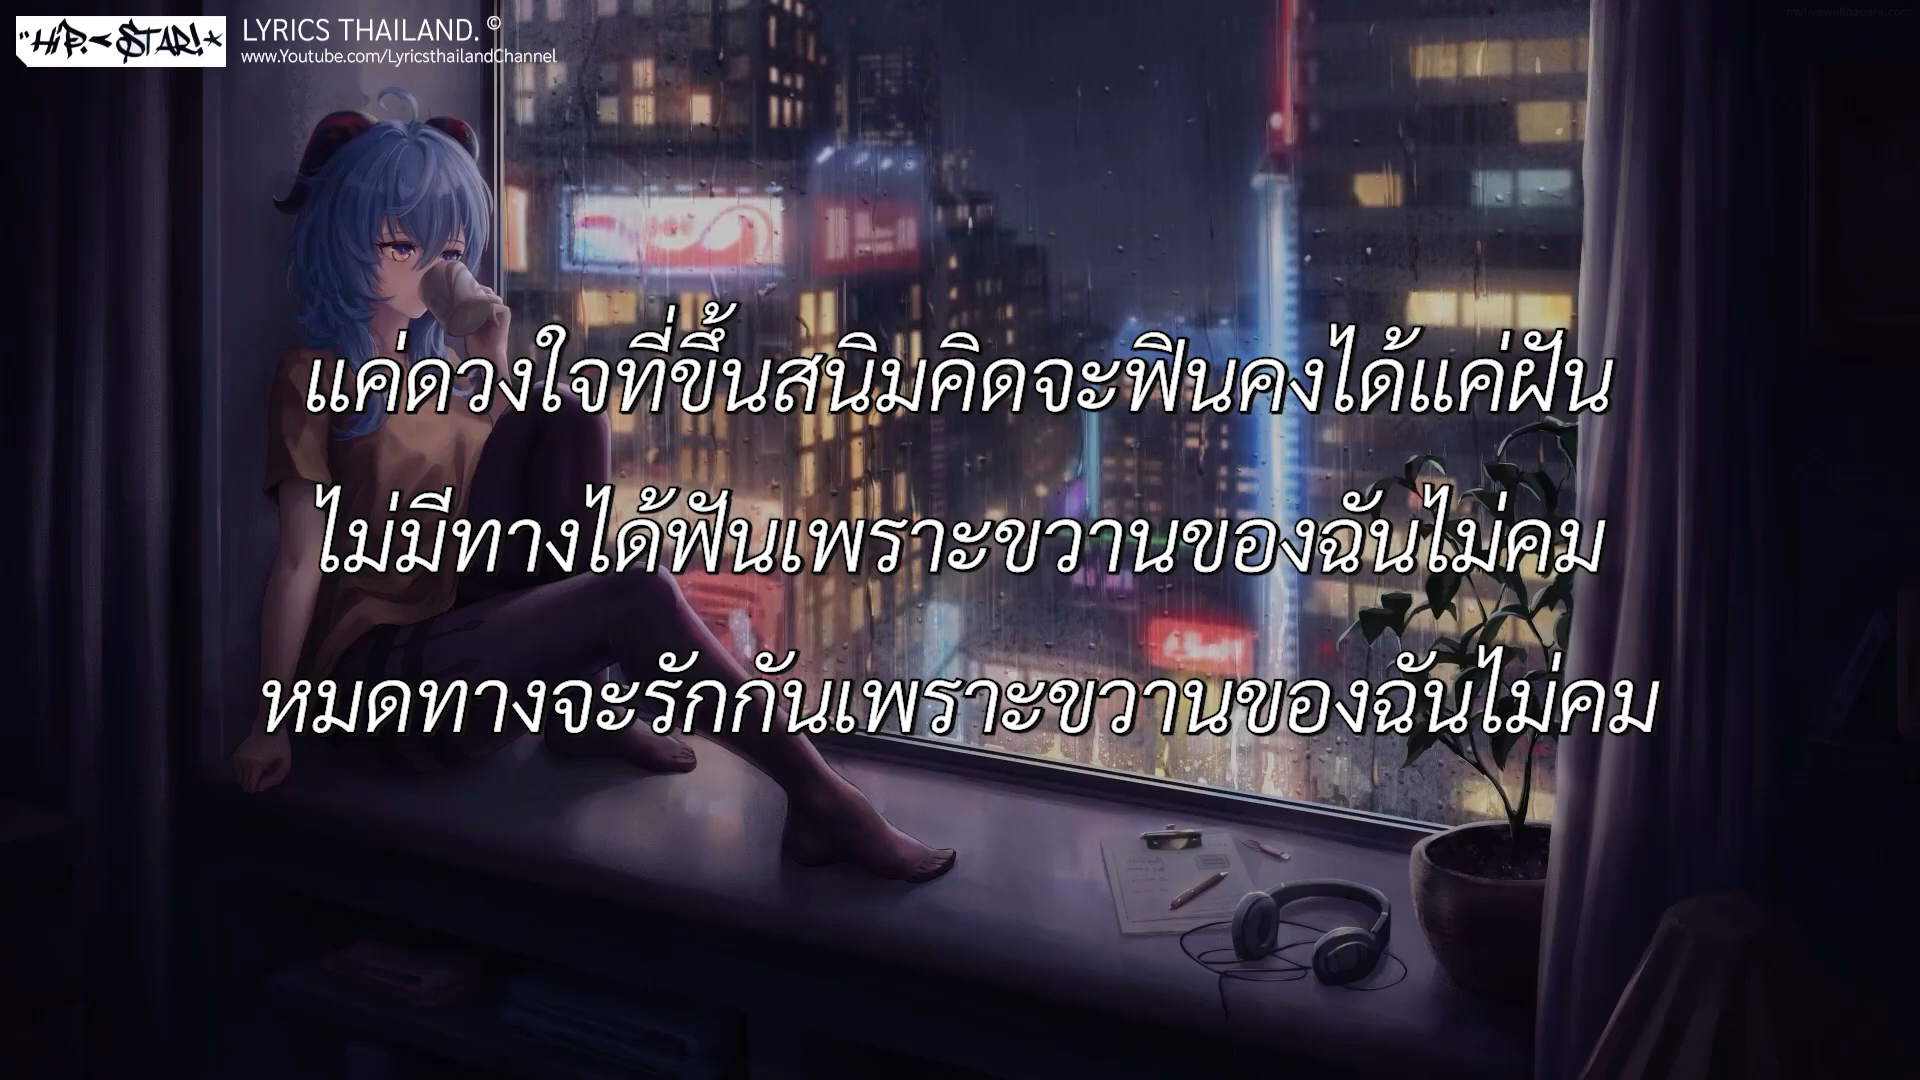 "HiP.-STAR!★
LYRICS THAILAND.©
www.Youtube.com/LyricsthailandChannel
แค่ดวงใจที่ขึ้นสนิมคิดจะฟินคงได้แค่ฝัน
ไม่มีทางได้ฟันเพราะขวานของฉันไม่คม
หมดทางจะรักกันเพราะขวานของฉันไม่คม